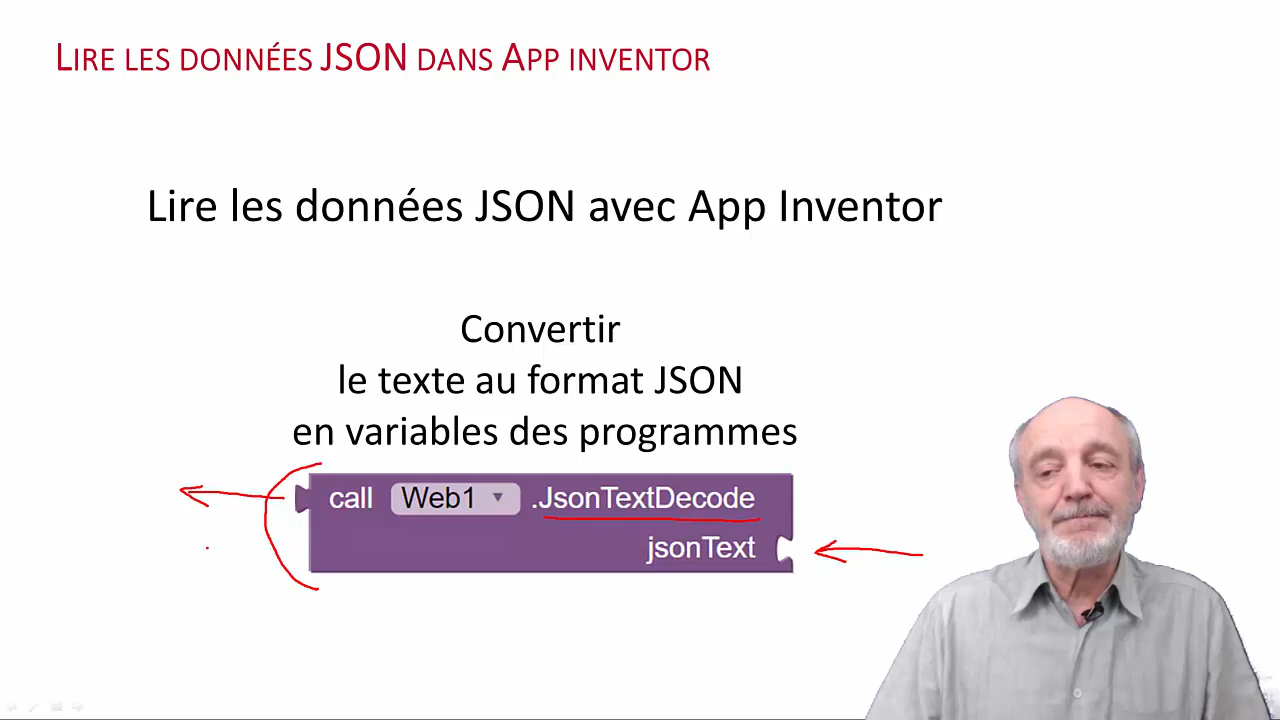 LIRE LES DONNÉES JSON DANS APP INVENTOR
Lire les données JSON avec App Inventor
Convertir
le texte au format JSON
en variables des programmes
call Web1 .JsonTextDecode
jsonText